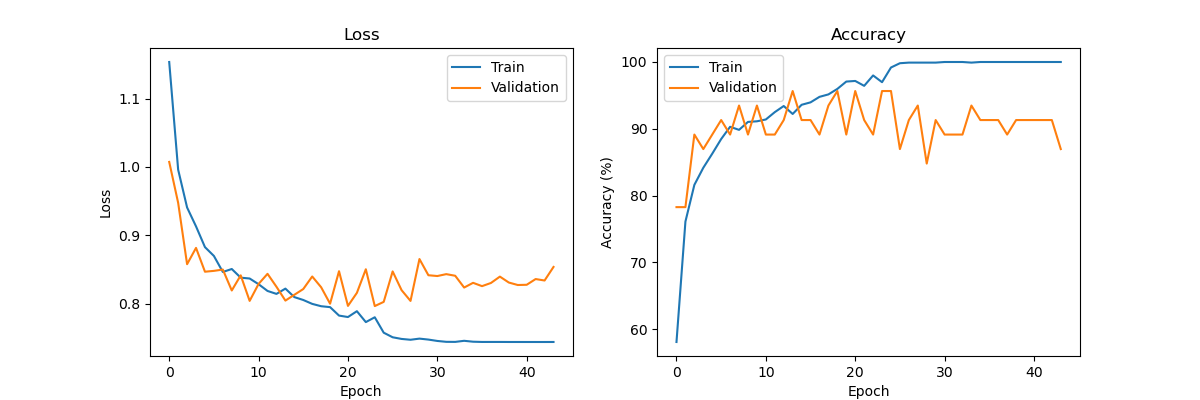 Loss
Train
Validation
1.1
1.0
0.9
0.8
Loss
0 10 20 30 40
Epoch
Accuracy
Train
Validation
100
90
80
70
60
Accuracy (%)
0 10 20 30 40
Epoch